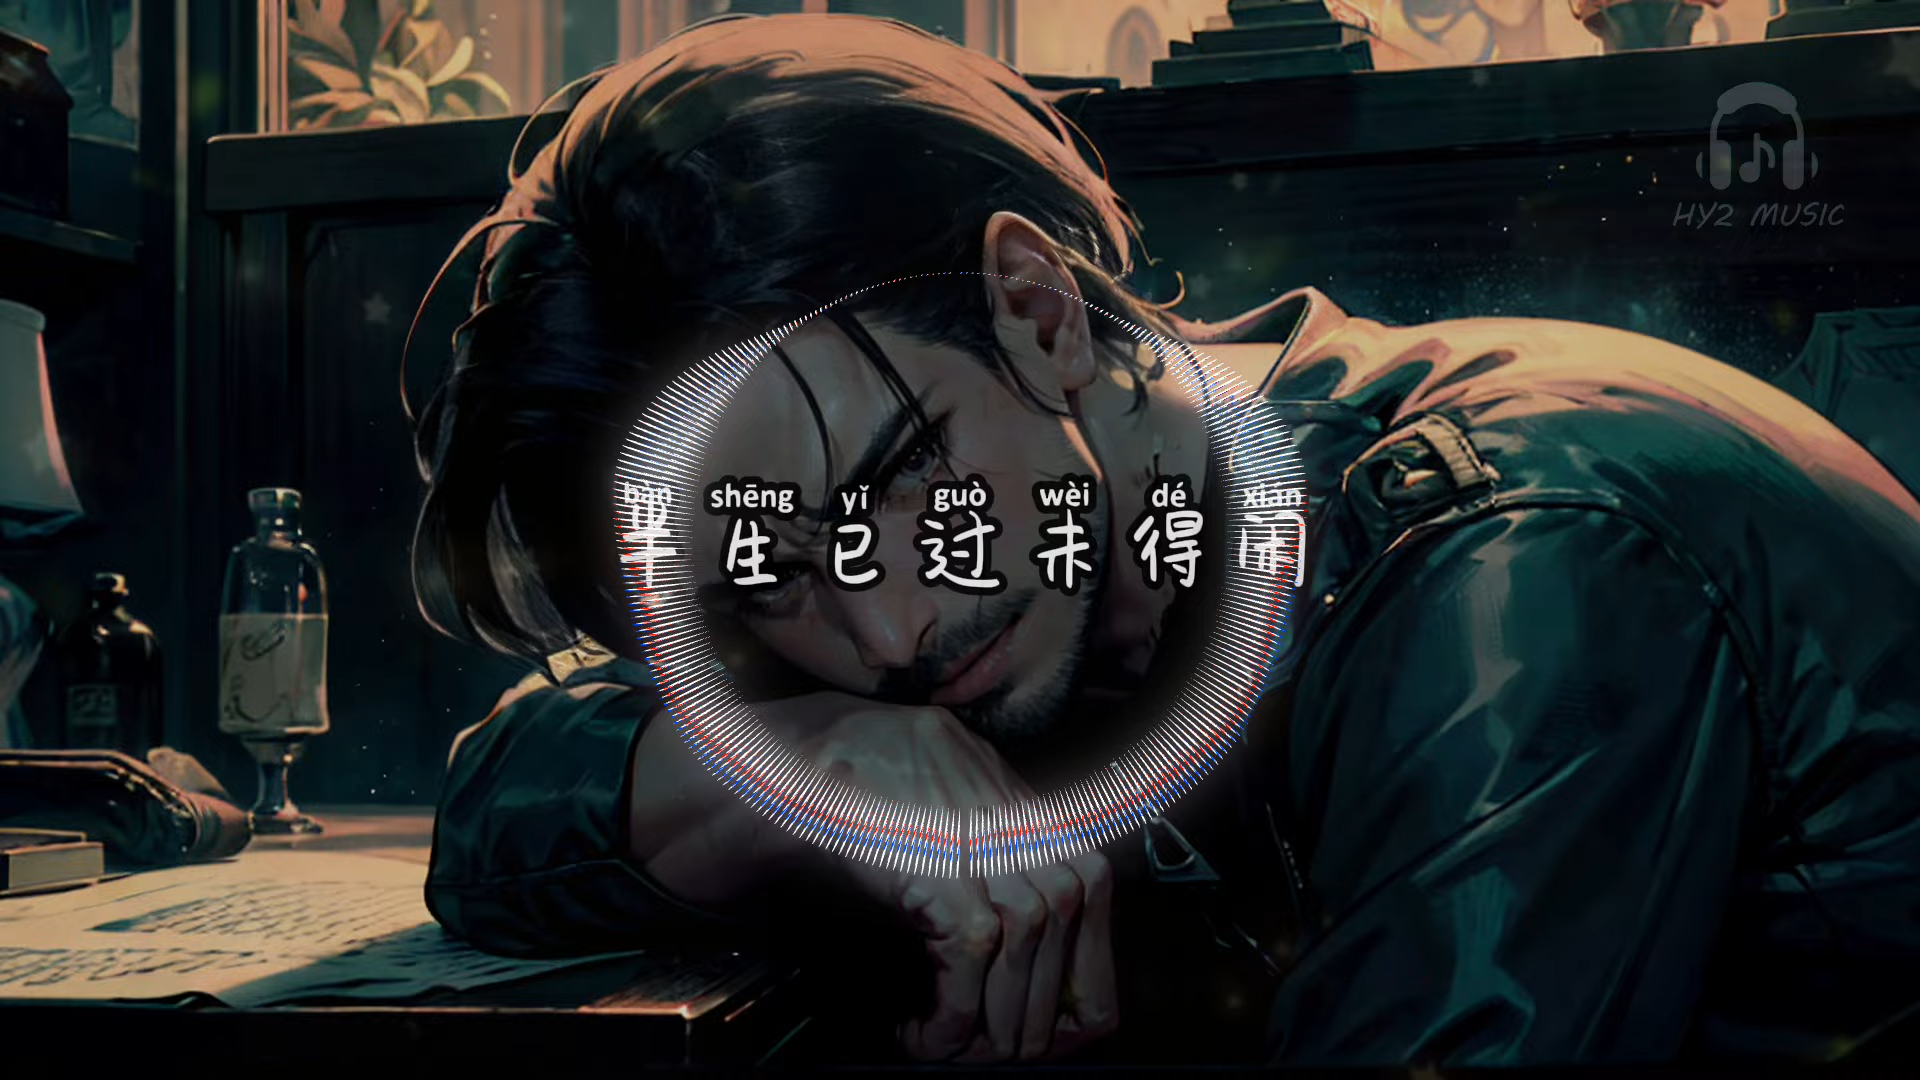 HY2 MUSIC
bàn shēng yǐ guò wèi dé xián
半生已过未得闲